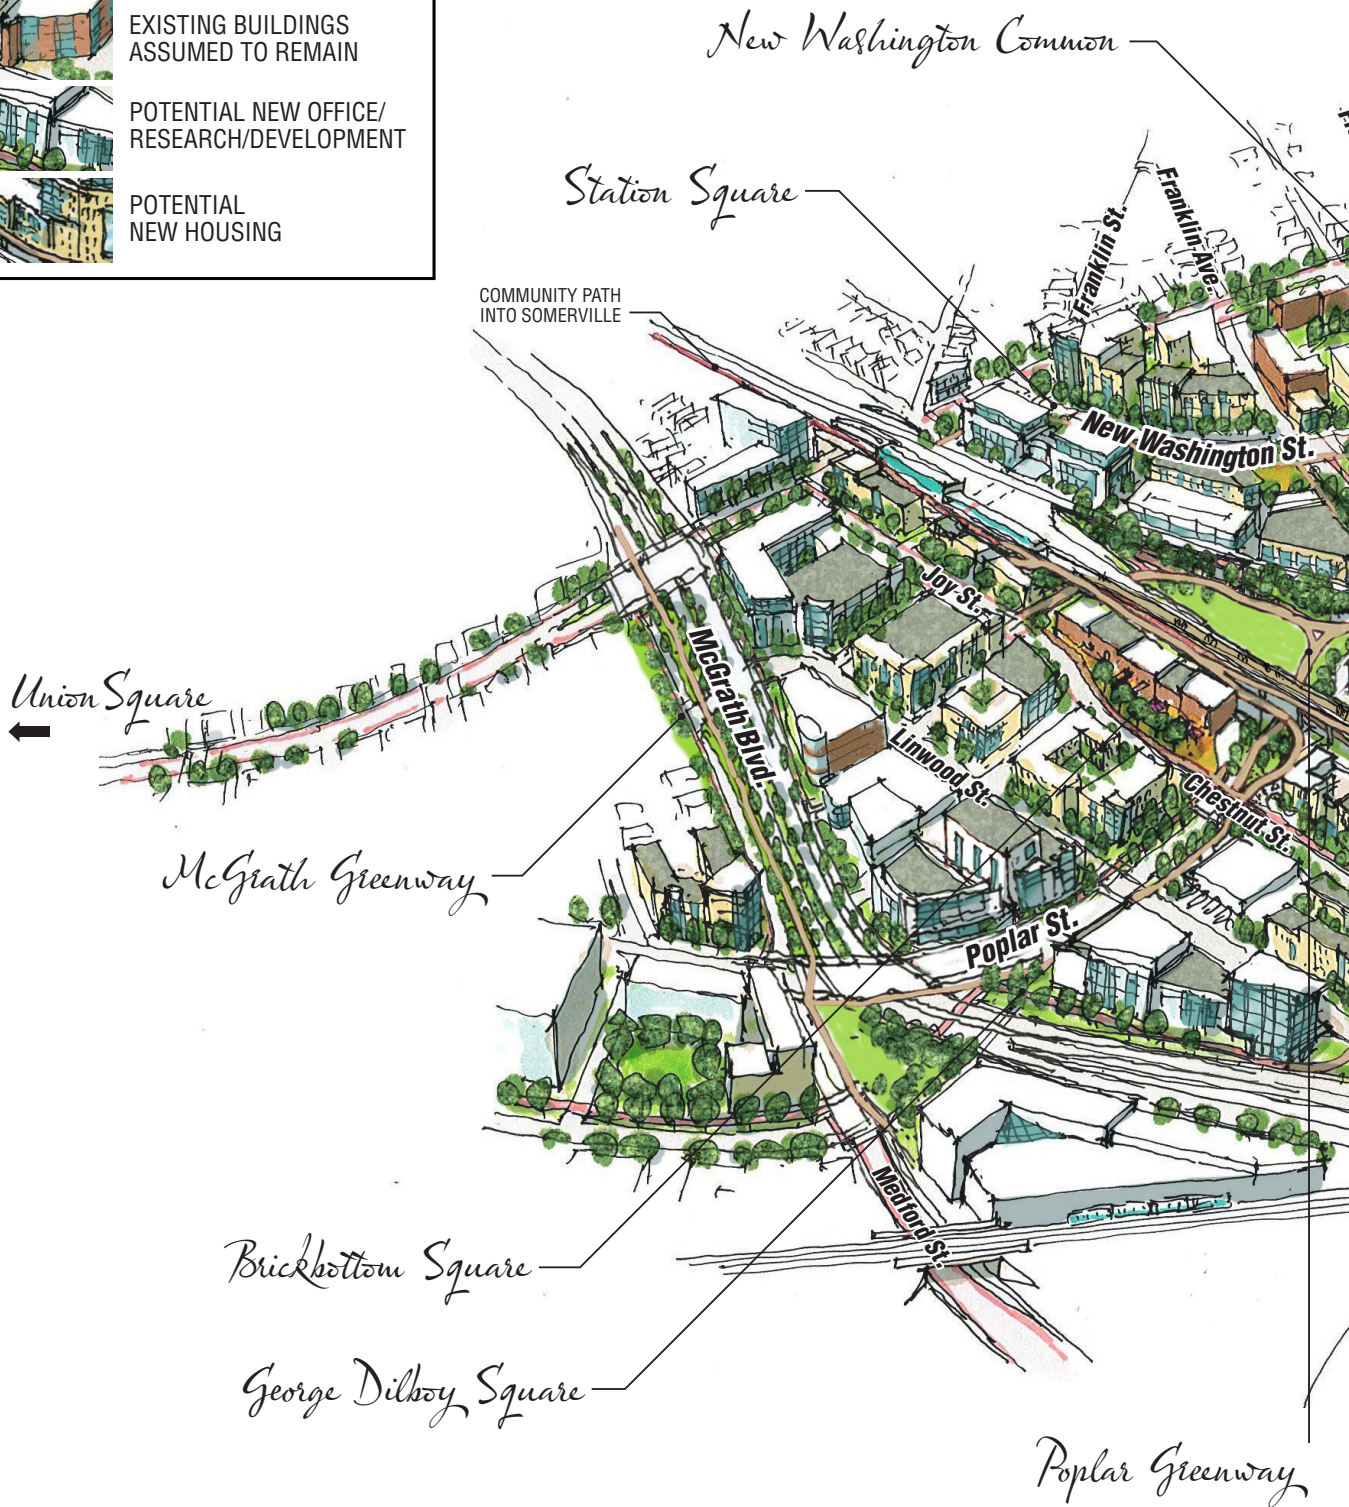 EXISTING BUILDINGS
ASSUMED TO REMAIN
POTENTIAL NEW OFFICE/
RESEARCH/DEVELOPMENT
POTENTIAL
NEW HOUSING
New Washington Common
Station Square
COMMUNITY PATH
INTO SOMERVILLE
Franklin St.
Franklin Ave.
New Washington St.
Joy St.
McGrath Blvd.
Union Square
Linwood St.
Chestnut St.
McGrath Greenway
Poplar St.
Medford St.
Brickbottom Square
George Dilboy Square
Poplar Greenway